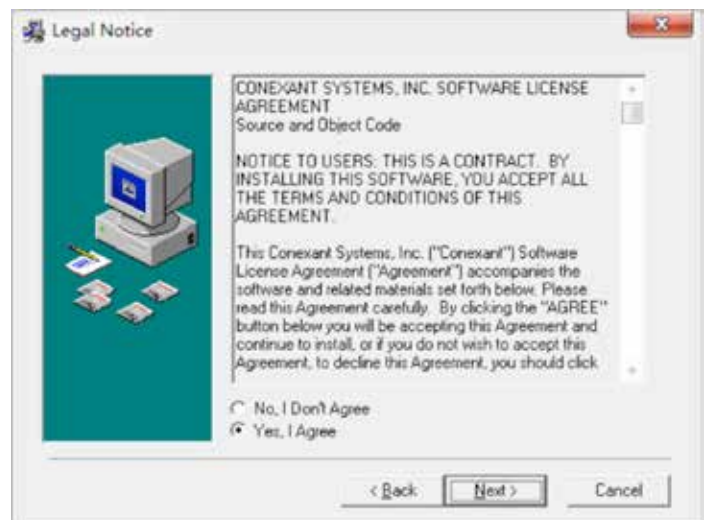 Legal Notice
CONEXANT SYSTEMS, INC. SOFTWARE LICENSE
AGREEMENT
Source and Object Code
NOTICE TO USERS: THIS IS A CONTRACT. BY
INSTALLING THIS SOFTWARE, YOU ACCEPT ALL
THE TERMS AND CONDITIONS OF THIS
AGREEMENT.
This Conexant Systems, Inc. ("Conexant") Software
License Agreement ("Agreement") accompanies the
software and related materials set forth below. Please
read this Agreement carefully. By clicking the "AGREE"
button below you will be accepting this Agreement and
continue to install, or if you do not wish to accept this
Agreement, to decline this Agreement, you should click
No, I Don't Agree
Yes, I Agree
< Back Next > Cancel